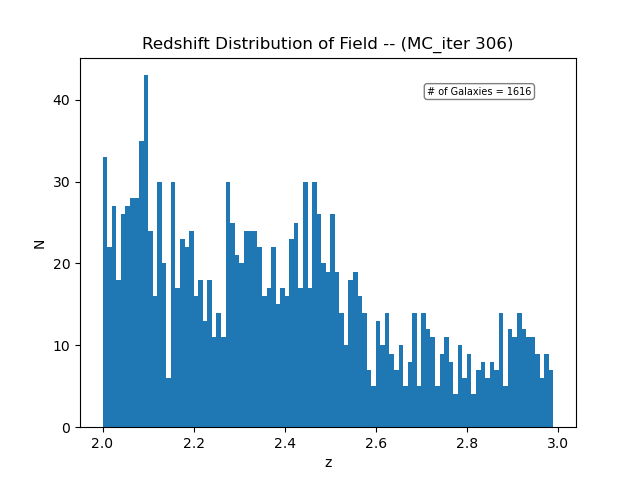 Redshift Distribution of Field -- (MC_iter 306)
# of Galaxies = 1616
N
40
30
20
10
0
2.0 2.2 2.4 2.6 2.8 3.0
z